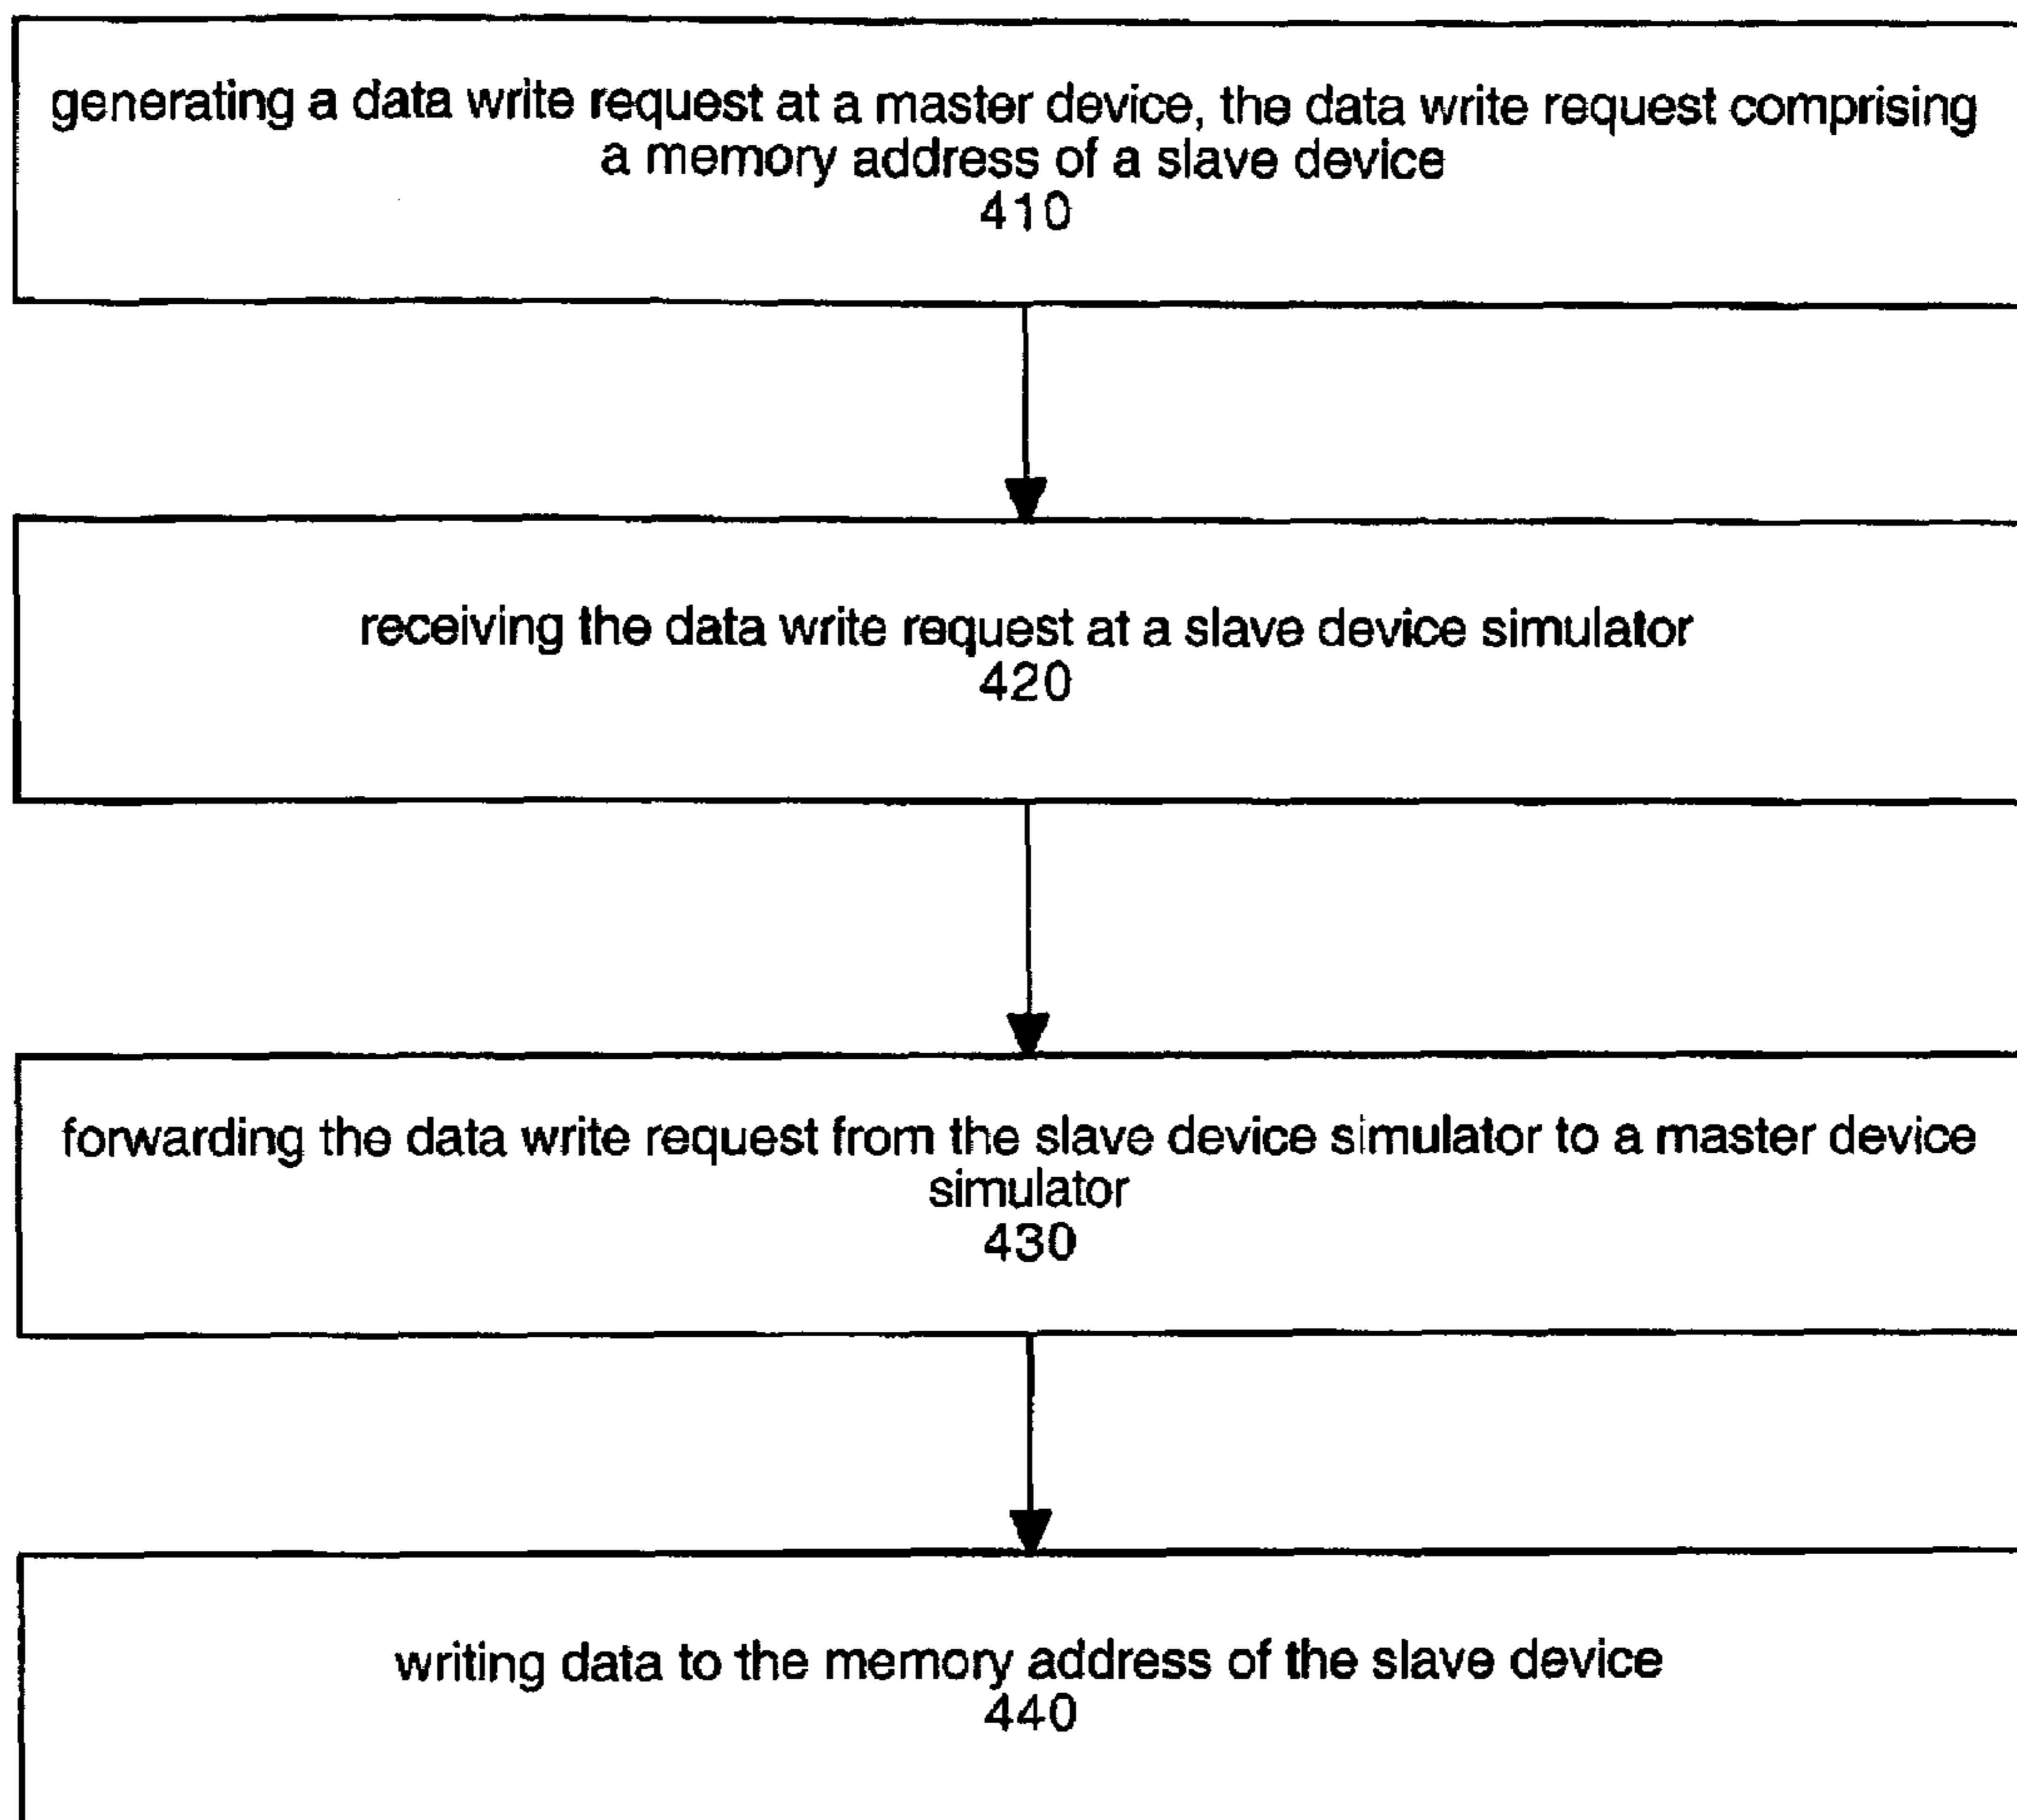 generating a data write request at a master device, the data write request comprising
a memory address of a slave device
410
receiving the data write request at a slave device simulator
420
forwarding the data write request from the slave device simulator to a master device
simulator
430
writing data to the memory address of the slave device
440